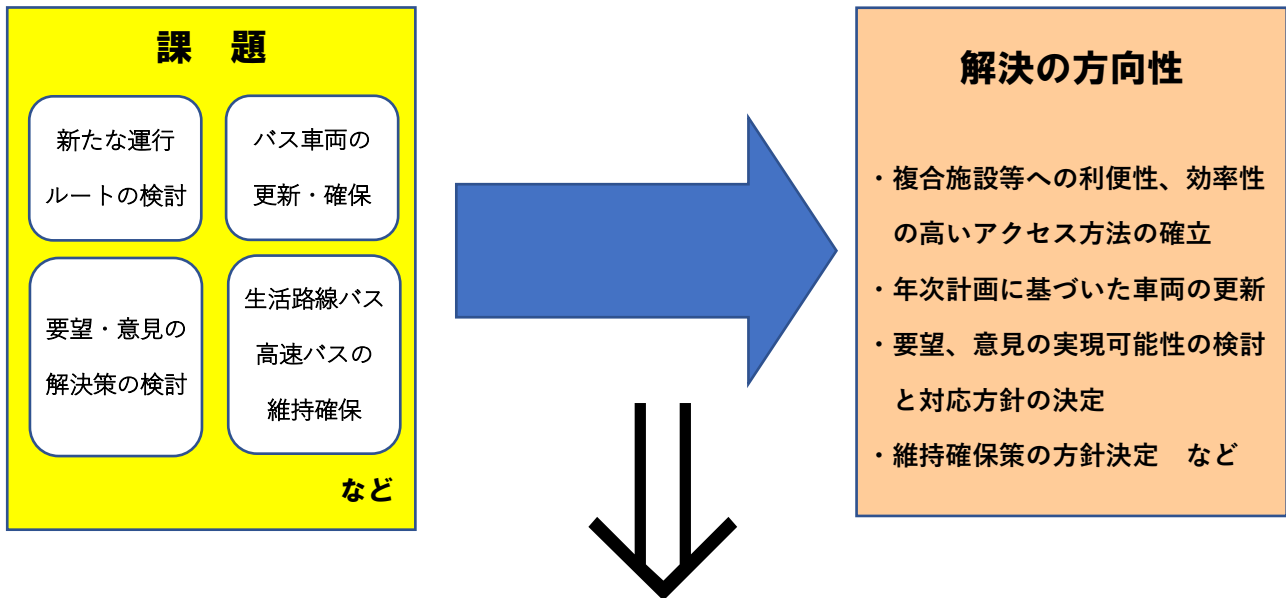 課　題
新たな運行
ルートの検討
バス車両の
更新・確保
要望・意見の
解決策の検討
生活路線バス
高速バスの
維持確保
など
解決の方向性
・複合施設等への利便性、効率性
の高いアクセス方法の確立
・年次計画に基づいた車両の更新
・要望、意見の実現可能性の検討
と対応方針の決定
・維持確保策の方針決定　など